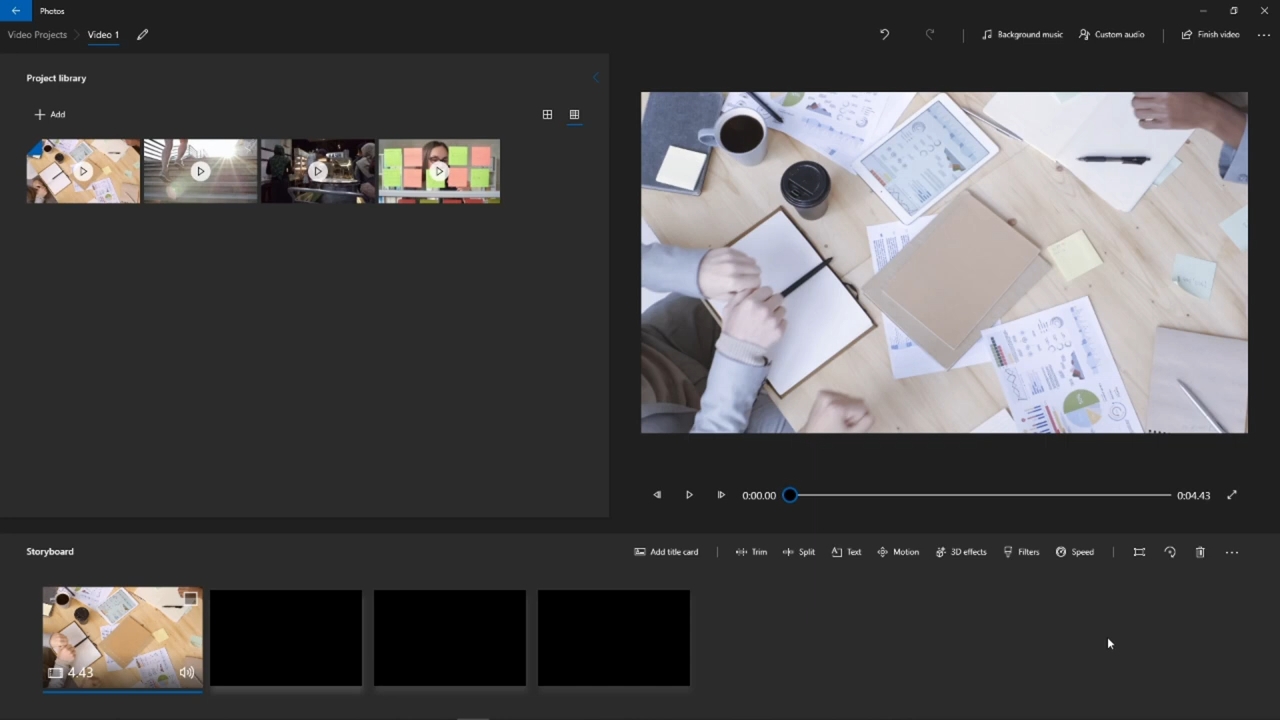 Photos
Video Projects
Video 1
Background music
Custom audio
Finish video
Project library
Add
0:00.00
0:04.43
Storyboard
Add title card
Trim
Split
Text
Motion
3D effects
Filters
Speed
4.43